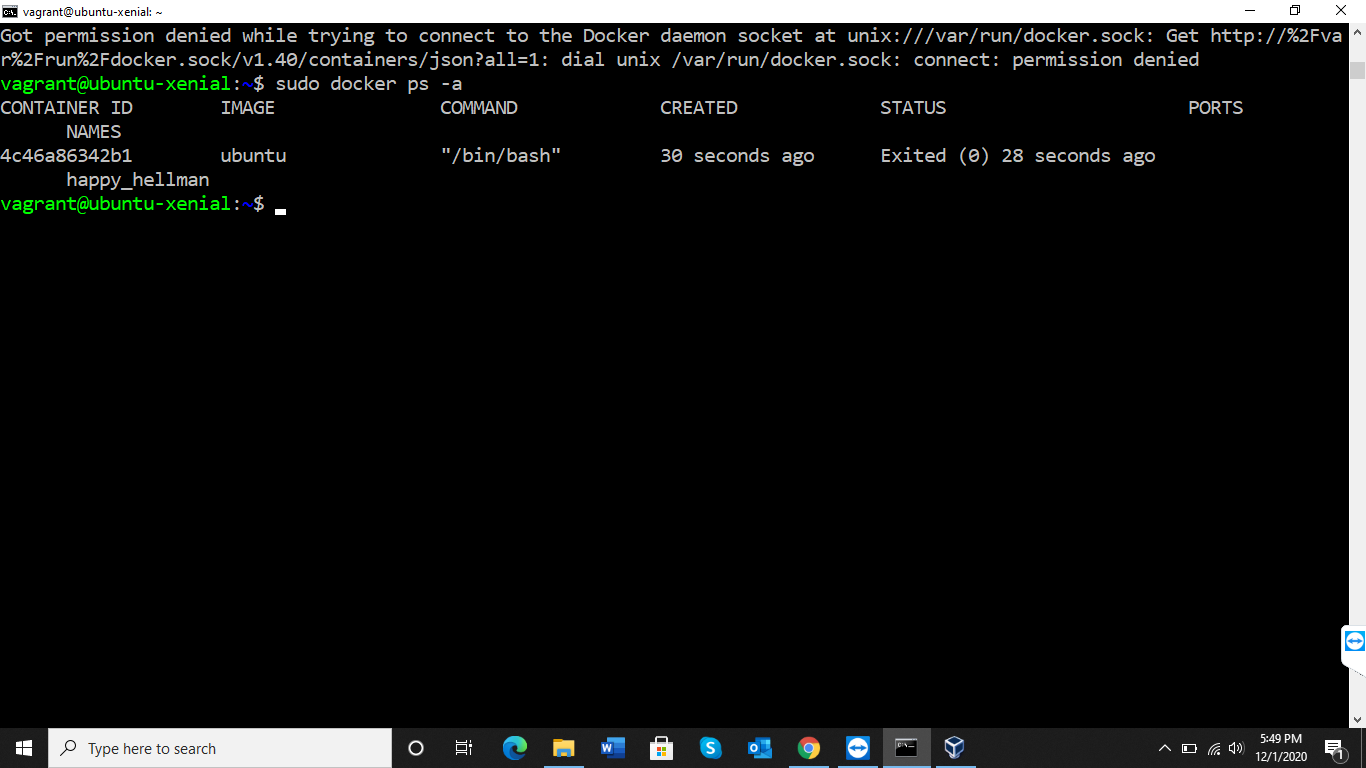 vagrant@ubuntu-xenial: ~
Got permission denied while trying to connect to the Docker daemon socket at unix:///var/run/docker.sock: Get http://%2Fva
r%2Frun%2Fdocker.sock/v1.40/containers/json?all=1: dial unix /var/run/docker.sock: connect: permission denied
vagrant@ubuntu-xenial:~$ sudo docker ps -a
CONTAINER ID        IMAGE               COMMAND             CREATED             STATUS                      PORTS
      NAMES
4c46a86342b1        ubuntu              "/bin/bash"         30 seconds ago      Exited (0) 28 seconds ago
      happy_hellman
vagrant@ubuntu-xenial:~$
Type here to search
5:49 PM
12/1/2020
1